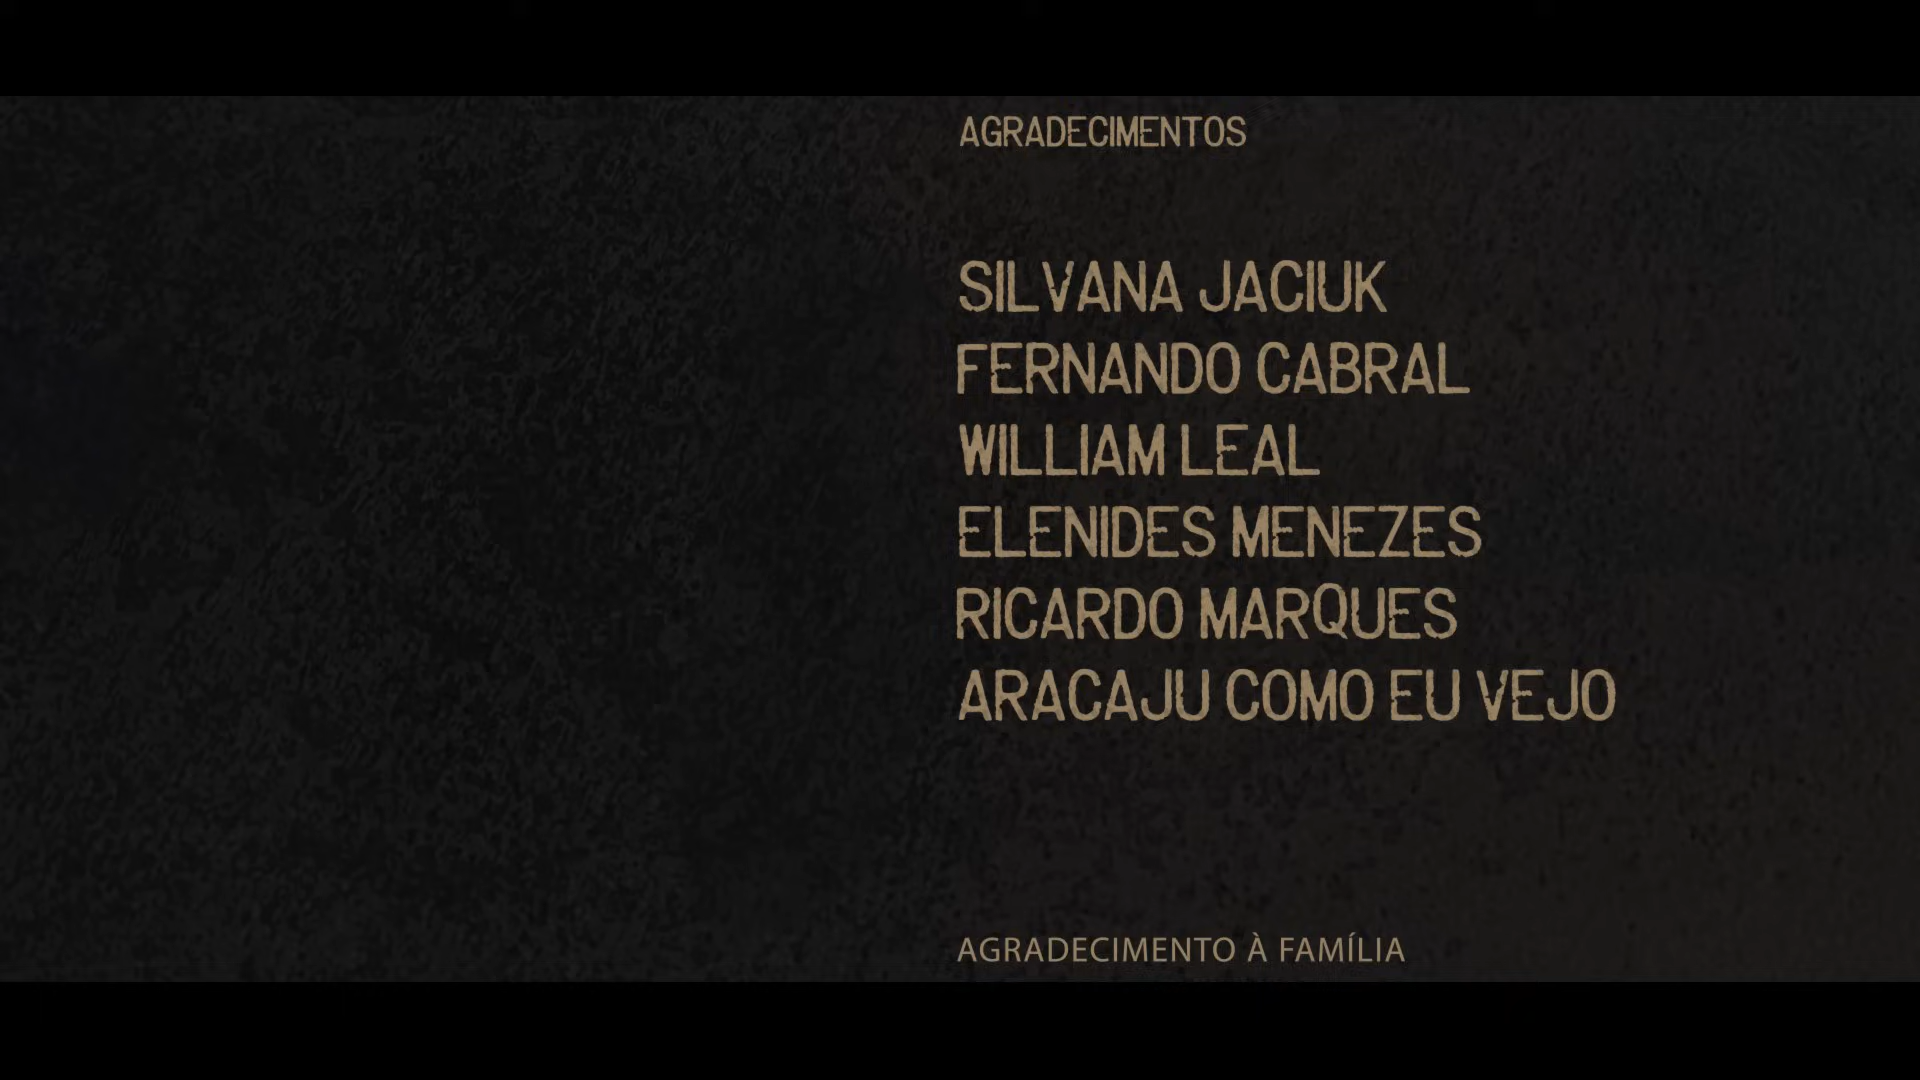 AGRADECIMENTOS
SILVANA JACIUK
FERNANDO CABRAL
WILLIAM LEAL
ELENIDES MENEZES
RICARDO MARQUES
ARACAJU COMO EU VEJO
AGRADECIMENTO À FAMÍLIA